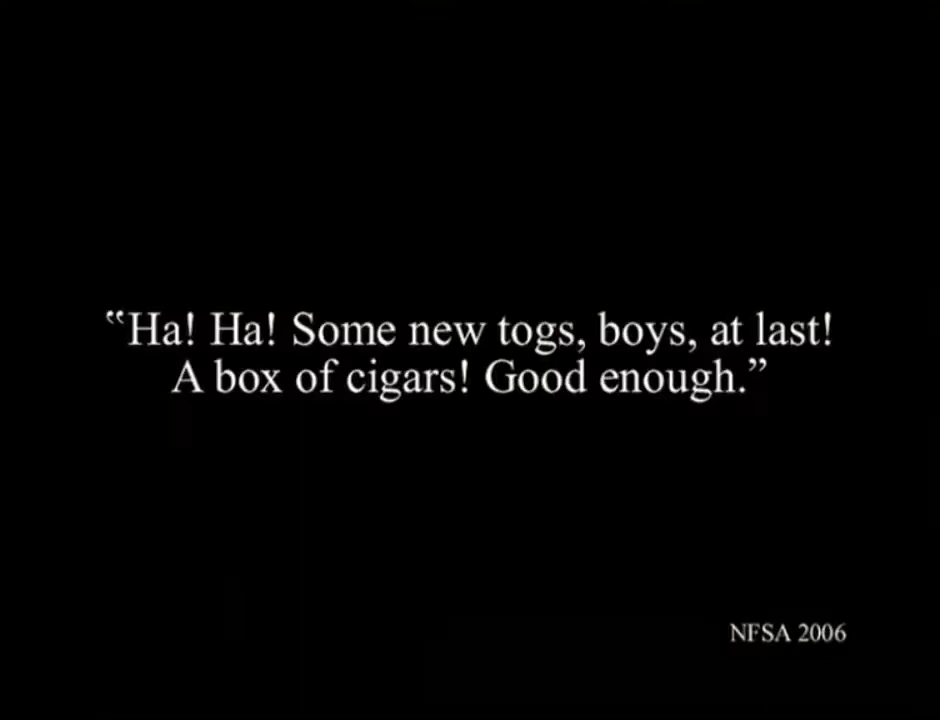 “Ha! Ha! Some new togs, boys, at last!
A box of cigars! Good enough.”
NFSA 2006